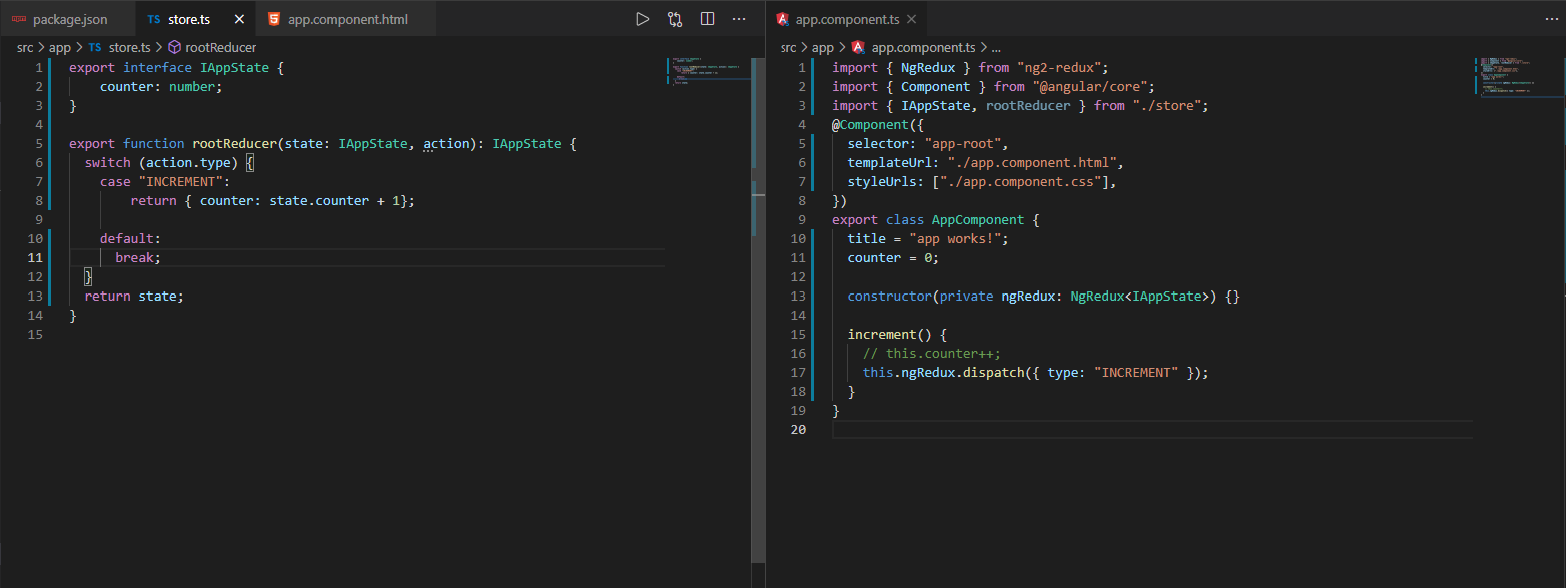 package.json
TS store.ts
app.component.html
src > app > TS store.ts > rootReducer
1 export interface IAppState {
2 counter: number;
3 }
4
5 export function rootReducer(state: IAppState, action): IAppState {
6 switch (action.type) {
7 case "INCREMENT":
8 return { counter: state.counter + 1};
9
10 default:
11 break;
12 }
13 return state;
14 }
15
app.component.ts
src > app > app.component.ts > ...
1 import { NgRedux } from "ng2-redux";
2 import { Component } from "@angular/core";
3 import { IAppState, rootReducer } from "./store";
4 @Component({
5 selector: "app-root",
6 templateUrl: "./app.component.html",
7 styleUrls: ["./app.component.css"],
8 })
9 export class AppComponent {
10 title = "app works!";
11 counter = 0;
12
13 constructor(private ngRedux: NgRedux<IAppState>) {}
14
15 increment() {
16 // this.counter++;
17 this.ngRedux.dispatch({ type: "INCREMENT" });
18 }
19 }
20